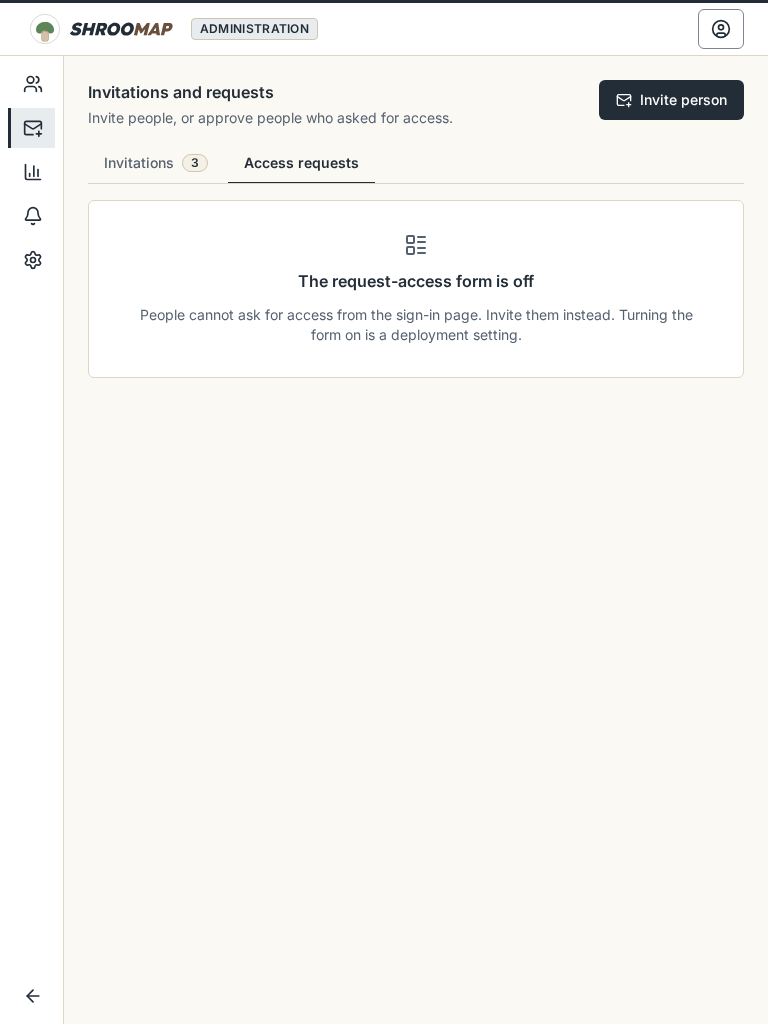 SHROOMAP
ADMINISTRATION
Invitations and requests
Invite people, or approve people who asked for access.
Invite person
Invitations 3
Access requests
The request-access form is off
People cannot ask for access from the sign-in page. Invite them instead. Turning the
form on is a deployment setting.